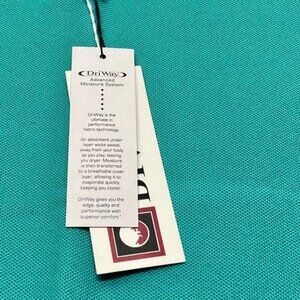 DriWay
Advanced
Moisture System
DriWay is the
ultimate in
performance
fabric technology.
An absorbent under
layer wicks sweat
away from your body
as you play, leaving
you dryer. Moisture
is then transferred
to a breathable outer
layer, allowing it to
evaporate quickly,
keeping you cooler.
DriWay gives you the
edge, quality and
performance with
superior comfort.